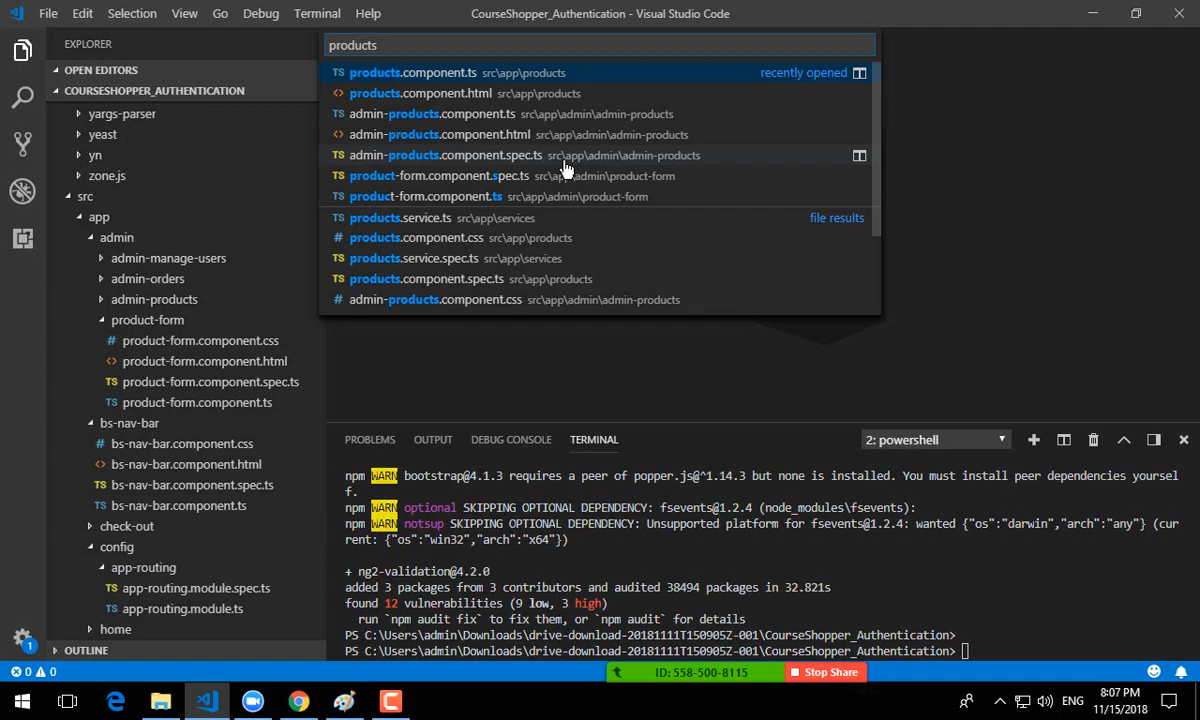 File Edit Selection View Go Debug Terminal Help CourseShopper_Authentication - Visual Studio Code
EXPLORER
OPEN EDITORS
COURSESHOPPER_AUTHENTICATION
yargs-parser
yeast
yn
zone.js
src
app
admin
admin-manage-users
admin-orders
admin-products
product-form
product-form.component.css
product-form.component.html
product-form.component.spec.ts
product-form.component.ts
bs-nav-bar
bs-nav-bar.component.css
bs-nav-bar.component.html
bs-nav-bar.component.spec.ts
bs-nav-bar.component.ts
check-out
config
app-routing
app-routing.module.spec.ts
app-routing.module.ts
home
OUTLINE
products
TS products.component.ts src\app\products recently opened
<> products.component.html src\app\products
TS admin-products.component.ts src\app\admin\admin-products
<> admin-products.component.html src\app\admin\admin-products
TS admin-products.component.spec.ts src\app\admin\admin-products
TS product-form.component.spec.ts src\app\admin\product-form
TS product-form.component.ts src\app\admin\product-form
TS products.service.ts src\app\services file results
# products.component.css src\app\products
TS products.service.spec.ts src\app\services
TS products.component.spec.ts src\app\products
# admin-products.component.css src\app\admin\admin-products
PROBLEMS OUTPUT DEBUG CONSOLE TERMINAL 2: powershell
npm WARN bootstrap@4.1.3 requires a peer of popper.js@^1.14.3 but none is installed. You must install peer dependencies yoursel
f.
npm WARN optional SKIPPING OPTIONAL DEPENDENCY: fsevents@1.2.4 (node_modules\fsevents):
npm WARN notsup SKIPPING OPTIONAL DEPENDENCY: Unsupported platform for fsevents@1.2.4: wanted {"os":"darwin","arch":"any"} (cur
rent: {"os":"win32","arch":"x64"})
+ ng2-validation@4.2.0
added 3 packages from 3 contributors and audited 38494 packages in 32.821s
found 12 vulnerabilities (9 low, 3 high)
run `npm audit fix` to fix them, or `npm audit` for details
PS C:\Users\admin\Downloads\drive-download-20181111T150905Z-001\CourseShopper_Authentication>
PS C:\Users\admin\Downloads\drive-download-20181111T150905Z-001\CourseShopper_Authentication>
1
0 0
ID: 558-500-8115 Stop Share
ENG
8:07 PM
11/15/2018